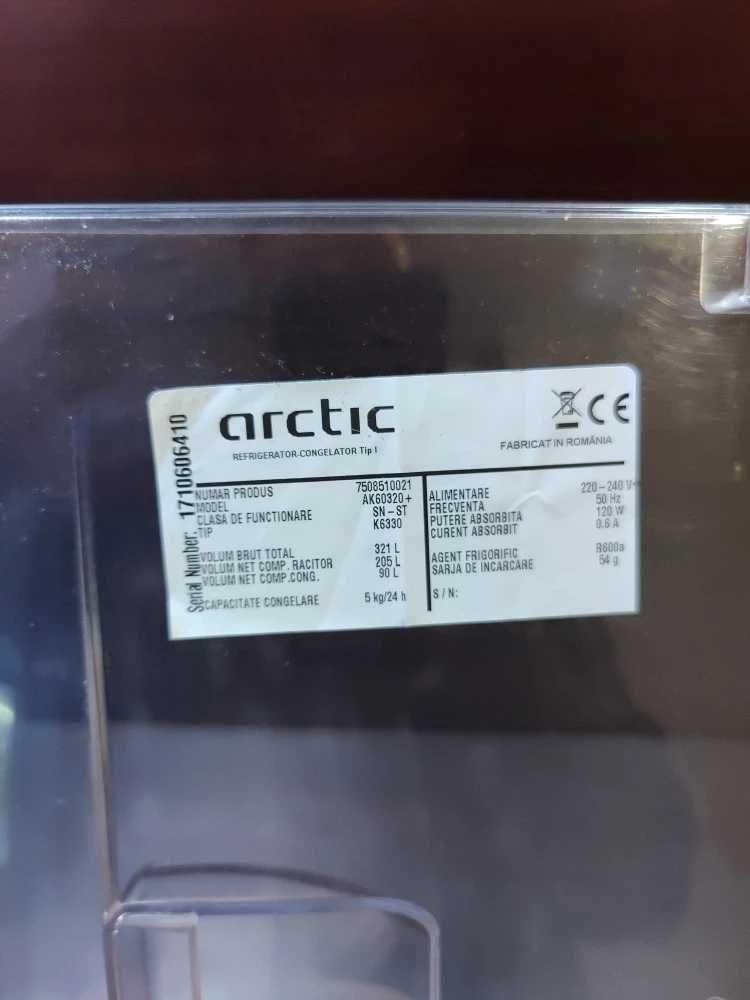 Serial Number: 1710606410
arctic
CE
REFRIGERATOR-CONGELATOR Tip I
FABRICAT IN ROMÂNIA
NUMAR PRODUS 7508510021
MODEL AK60320+
CLASA DE FUNCTIONARE SN-ST
TIP K6330
VOLUM BRUT TOTAL 321 L
VOLUM NET COMP. RACITOR 205 L
VOLUM NET COMP.CONG. 90 L
CAPACITATE CONGELARE 5 kg/24 h
ALIMENTARE 220-240 V~
FRECVENTA 50 Hz
PUTERE ABSORBITA 120 W
CURENT ABSORBIT 0.6 A
AGENT FRIGORIFIC R600a
SARJA DE INCARCARE 54 g
S / N: